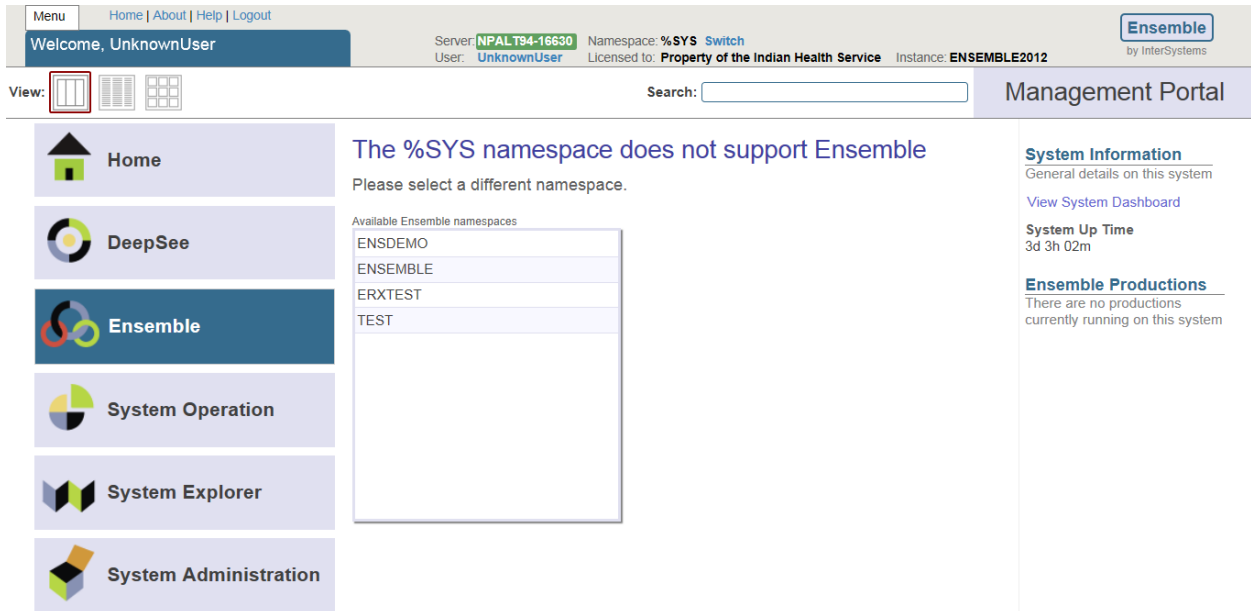 Menu Home | About | Help | Logout
Welcome, UnknownUser
Server: NPALT94-16630 Namespace: %SYS Switch
User: UnknownUser Licensed to: Property of the Indian Health Service Instance: ENSEMBLE2012
Ensemble
by InterSystems
View:
Search:
Management Portal
Home
DeepSee
Ensemble
System Operation
System Explorer
System Administration
The %SYS namespace does not support Ensemble
Please select a different namespace.
Available Ensemble namespaces
ENSDEMO
ENSEMBLE
ERXTEST
TEST
System Information
General details on this system
View System Dashboard
System Up Time
3d 3h 02m
Ensemble Productions
There are no productions
currently running on this system